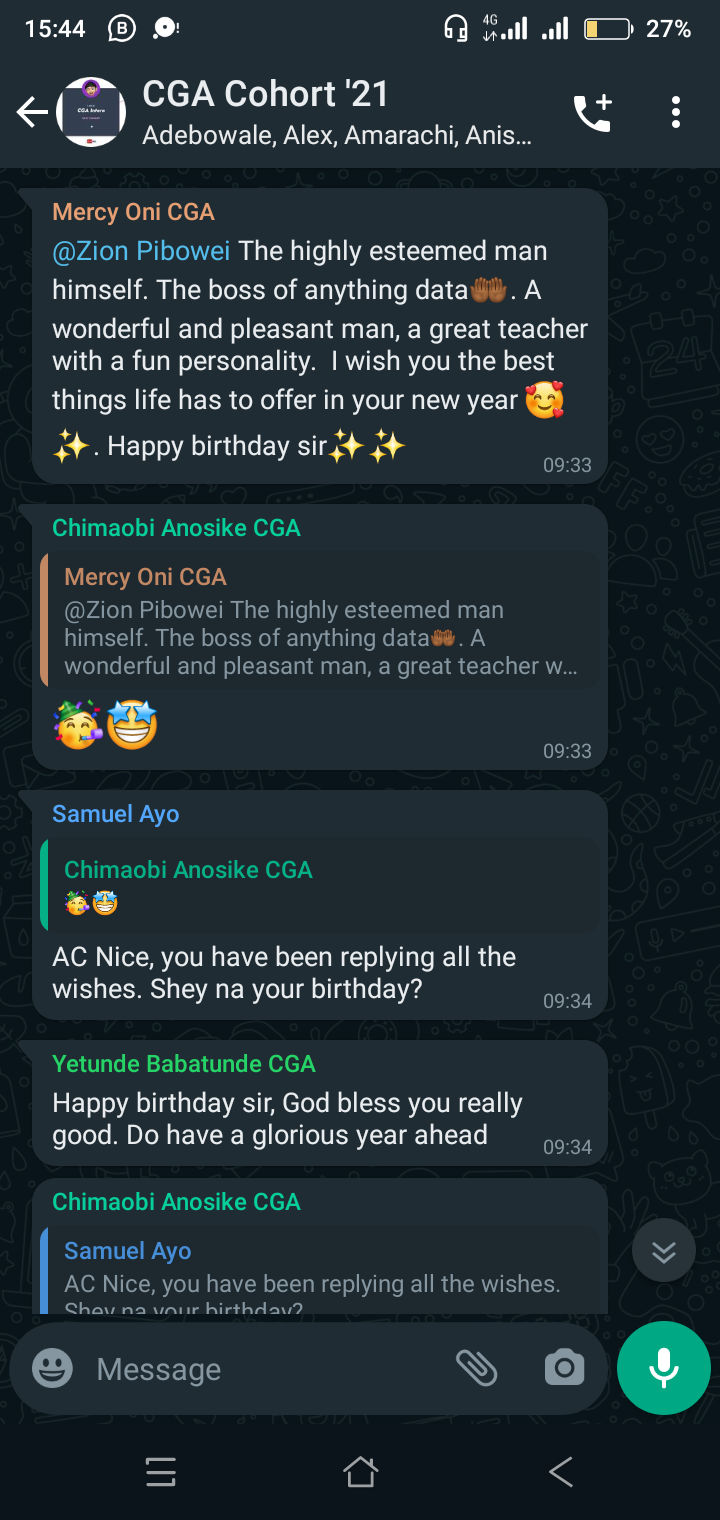 15:44
4G
27%
CGA Cohort '21
Adebowale, Alex, Amarachi, Anis...
Mercy Oni CGA
@Zion Pibowei The highly esteemed man
himself. The boss of anything data🙌🏾. A
wonderful and pleasant man, a great teacher
with a fun personality.  I wish you the best
things life has to offer in your new year 🥰
✨. Happy birthday sir✨✨
09:33
Chimaobi Anosike CGA
Mercy Oni CGA
@Zion Pibowei The highly esteemed man
himself. The boss of anything data🙌🏾. A
wonderful and pleasant man, a great teacher w...
🥳🤩
09:33
Samuel Ayo
Chimaobi Anosike CGA
🥳🤩
AC Nice, you have been replying all the
wishes. Shey na your birthday?
09:34
Yetunde Babatunde CGA
Happy birthday sir, God bless you really
good. Do have a glorious year ahead
09:34
Chimaobi Anosike CGA
Samuel Ayo
AC Nice, you have been replying all the wishes.
Shey na your birthday?
Message